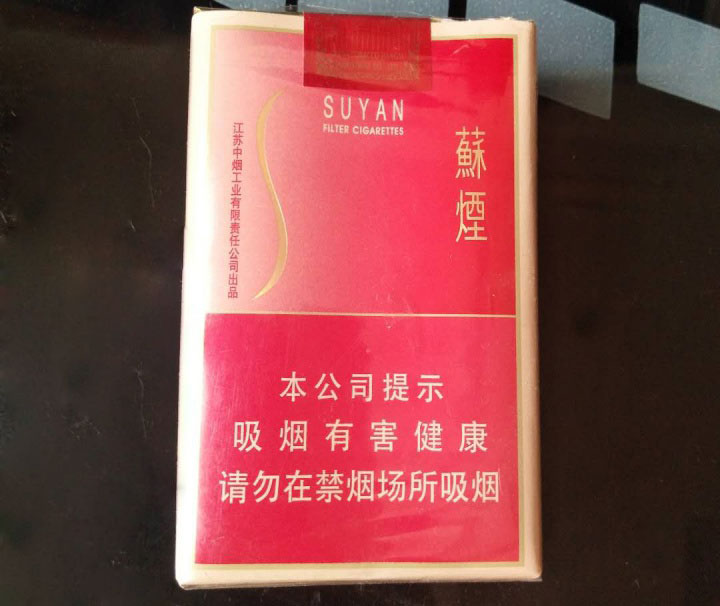 SUYAN
FILTER CIGARETTES
蘇煙
江苏中烟工业有限责任公司出品
本公司提示
吸烟有害健康
请勿在禁烟场所吸烟